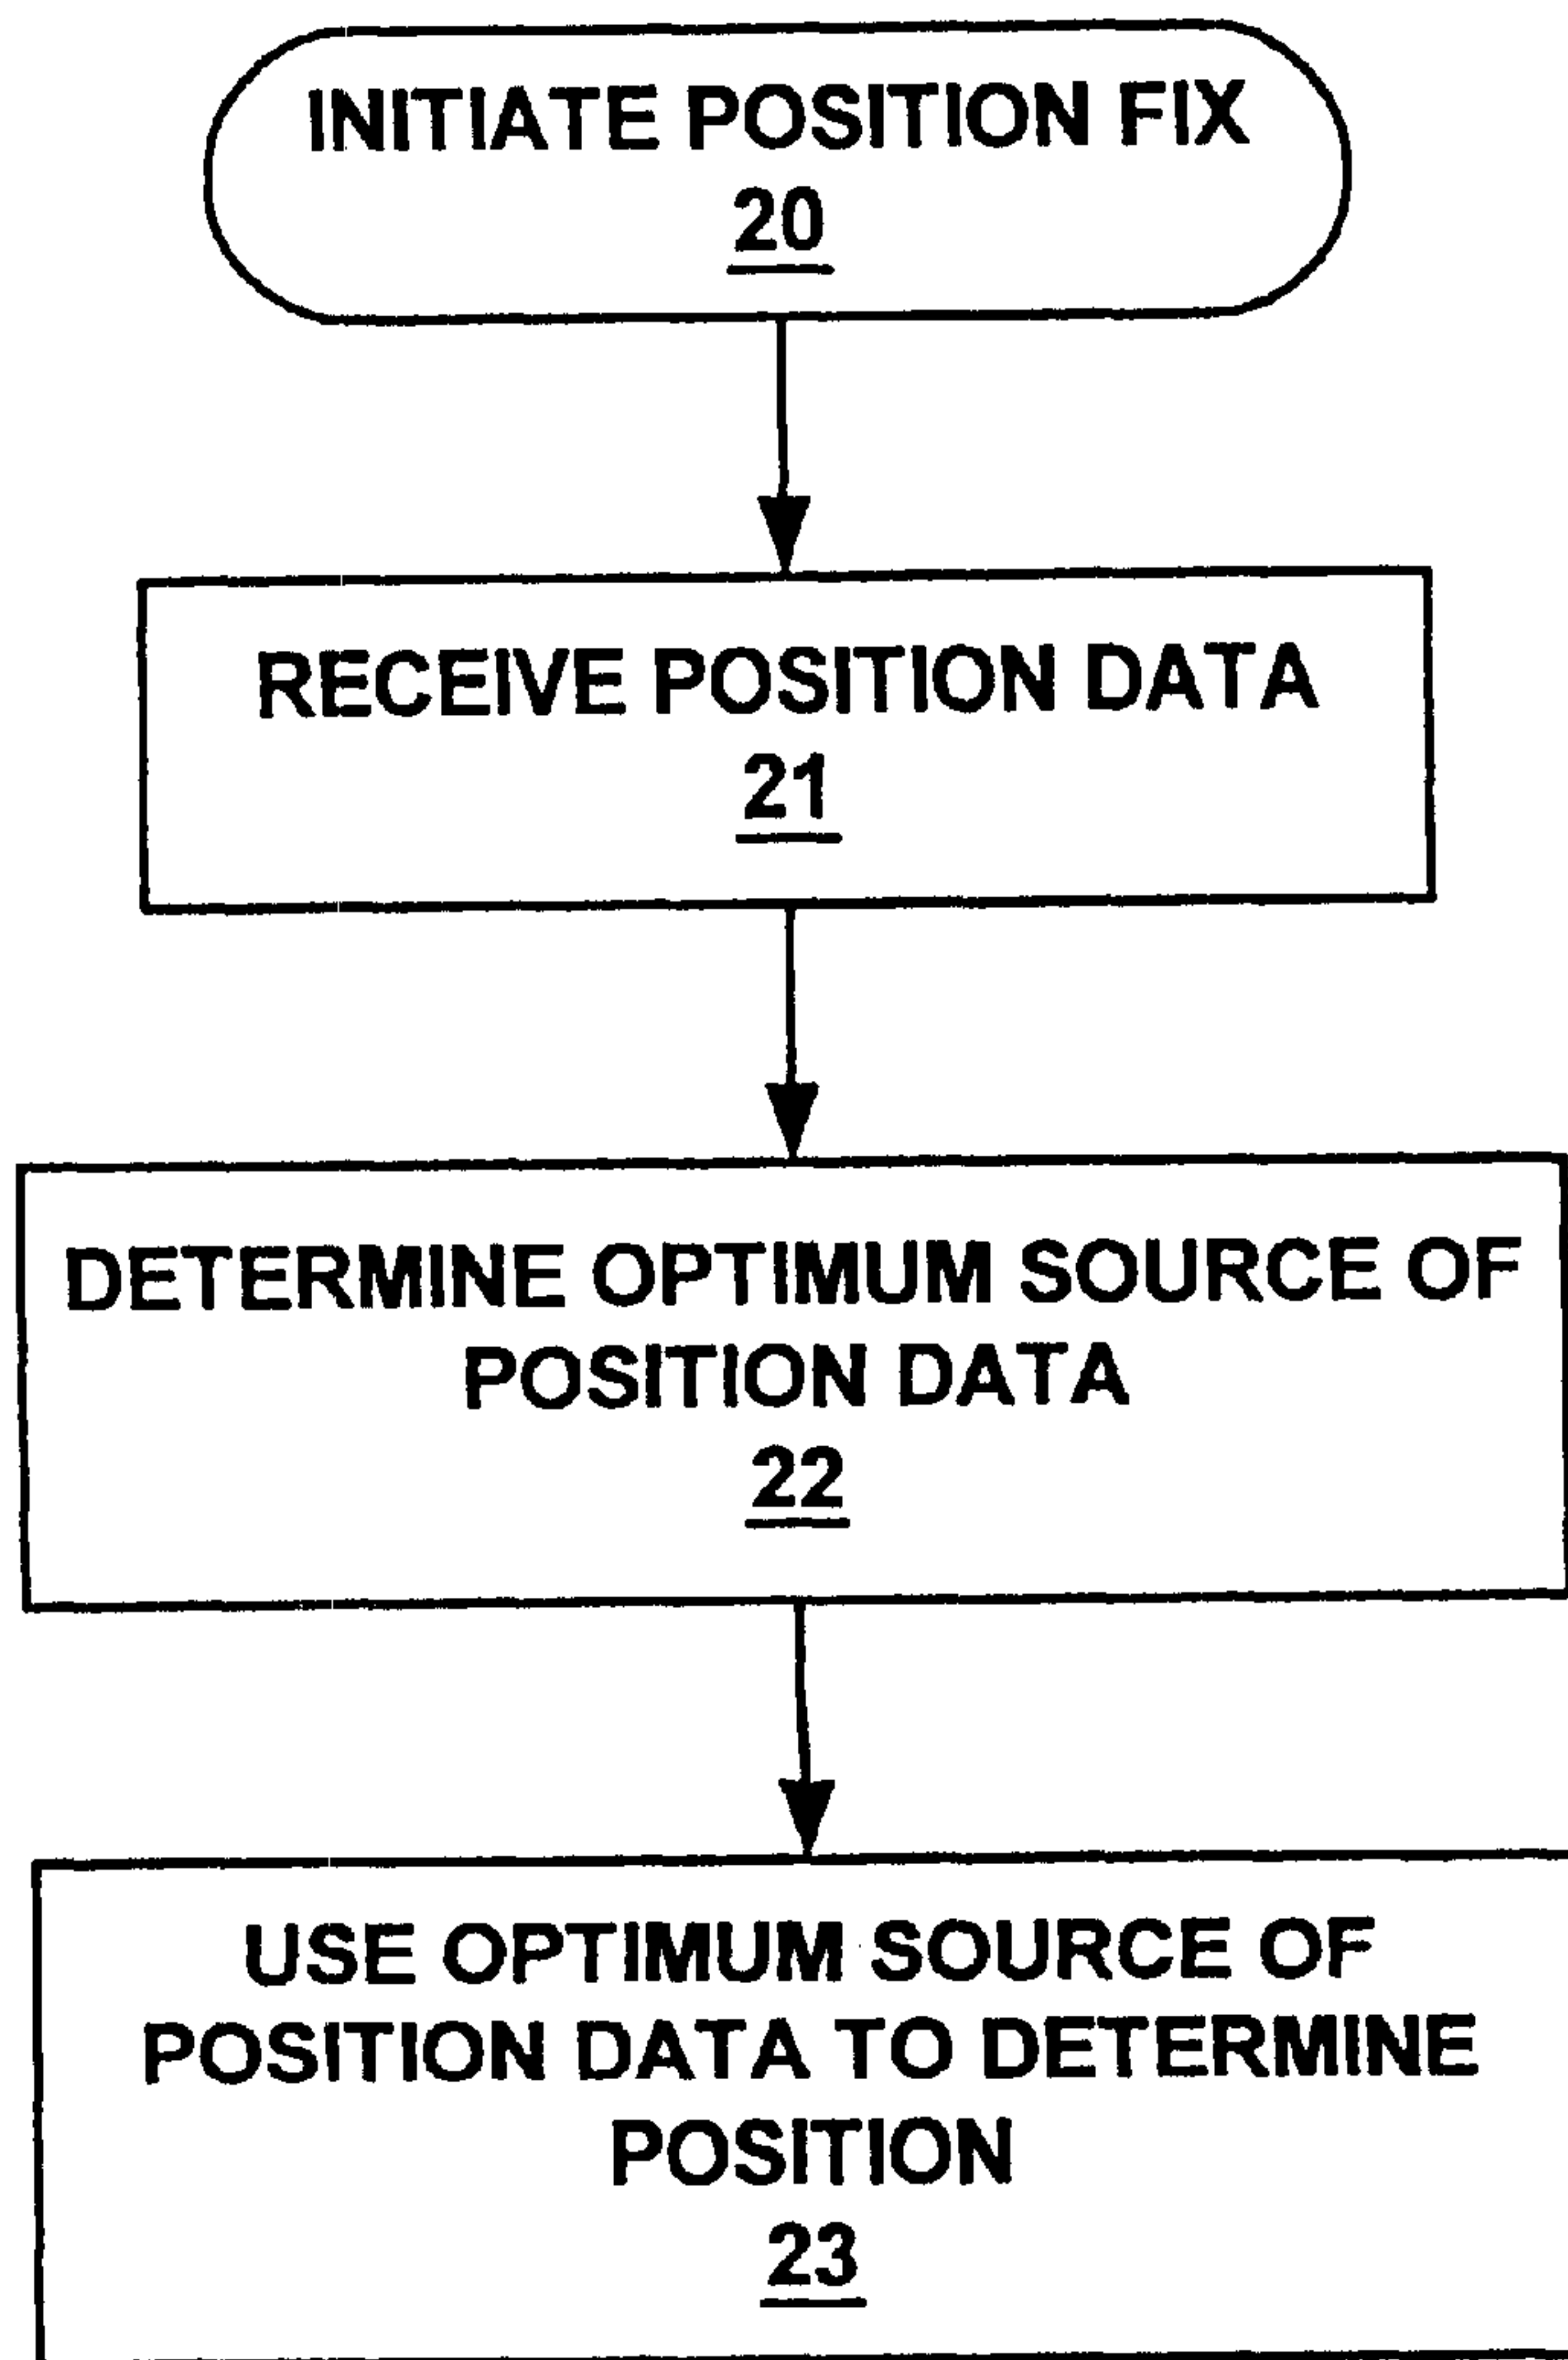 INITIATE POSITION FIX
20
RECEIVE POSITION DATA
21
DETERMINE OPTIMUM SOURCE OF
POSITION DATA
22
USE OPTIMUM SOURCE OF
POSITION DATA TO DETERMINE
POSITION
23